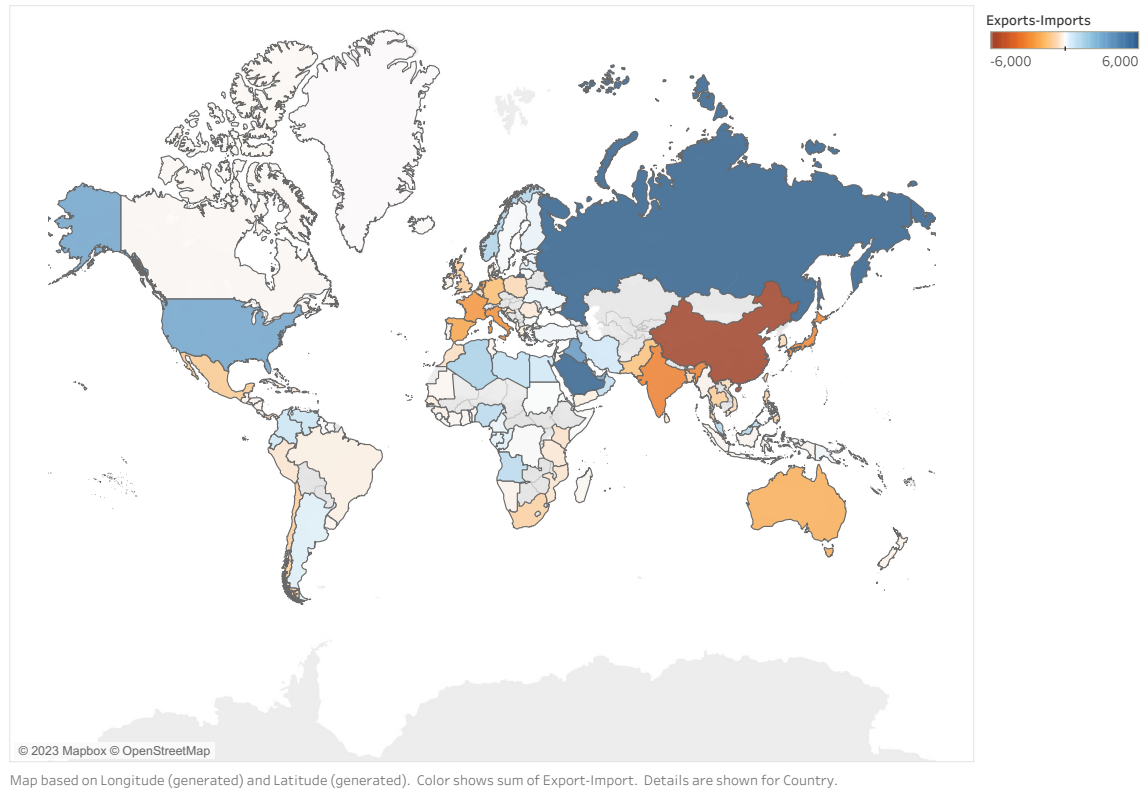 Exports-Imports
-6,000 6,000
© 2023 Mapbox © OpenStreetMap
Map based on Longitude (generated) and Latitude (generated). Color shows sum of Export-Import. Details are shown for Country.